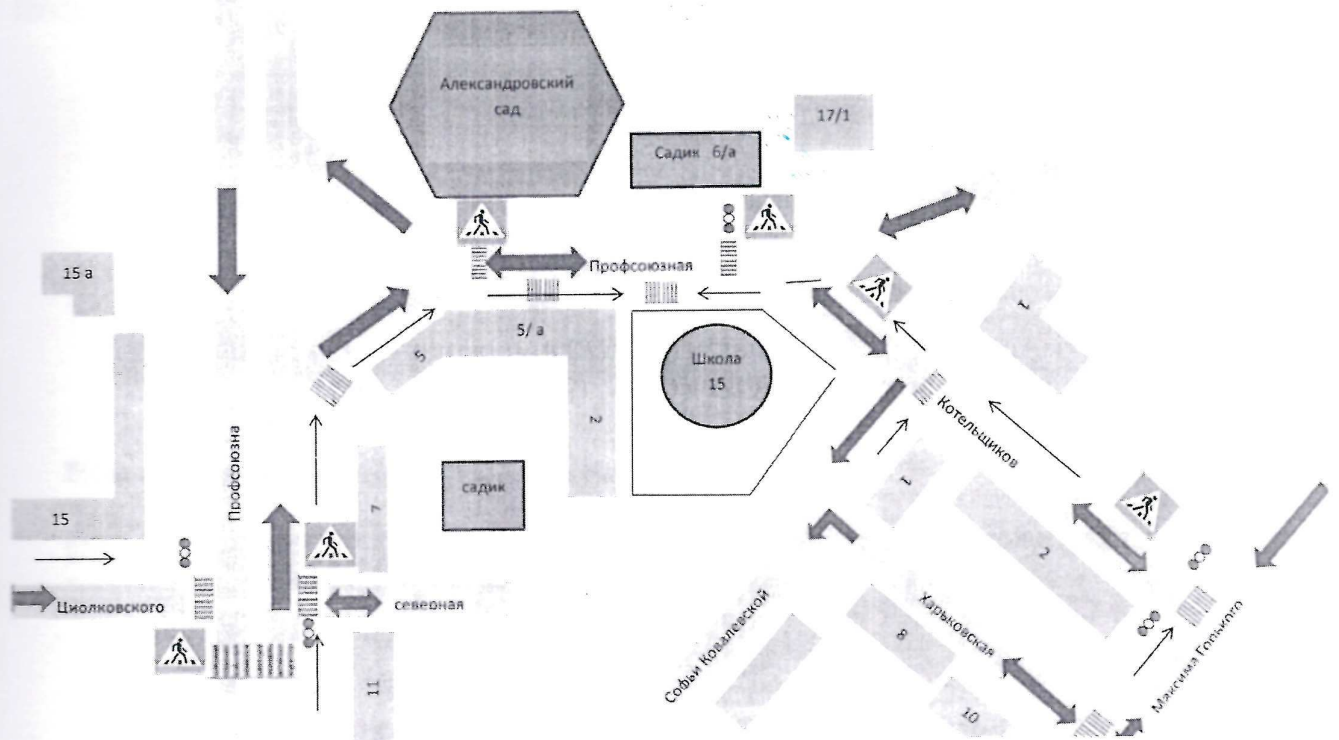 Александровский
сад
17/1
Садик 6/а
15 а
Профсоюзная
5/ а
5
Школа
15
1
2
Котельщиков
Профсоюзна
7
садик
1
15
2
Циолковского
северная
Харьковская
8
Софьи Ковалевской
Максима Горького
11
10